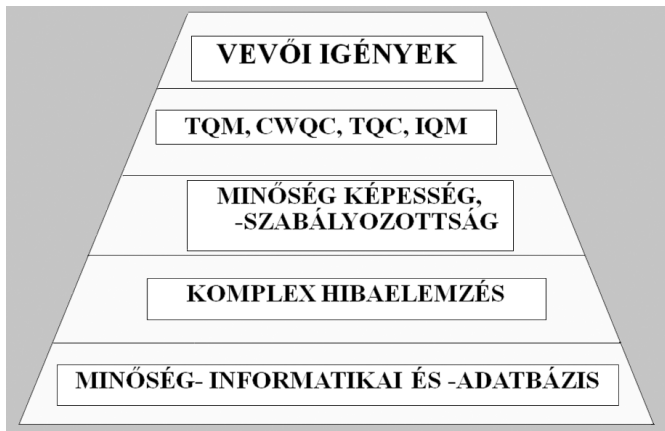 VEVŐI IGÉNYEK
TQM, CWQC, TQC, IQM
MINŐSÉG KÉPESSÉG,
-SZABÁLYOZOTTSÁG
KOMPLEX HIBAELEMZÉS
MINŐSÉG- INFORMATIKAI ÉS -ADATBÁZIS